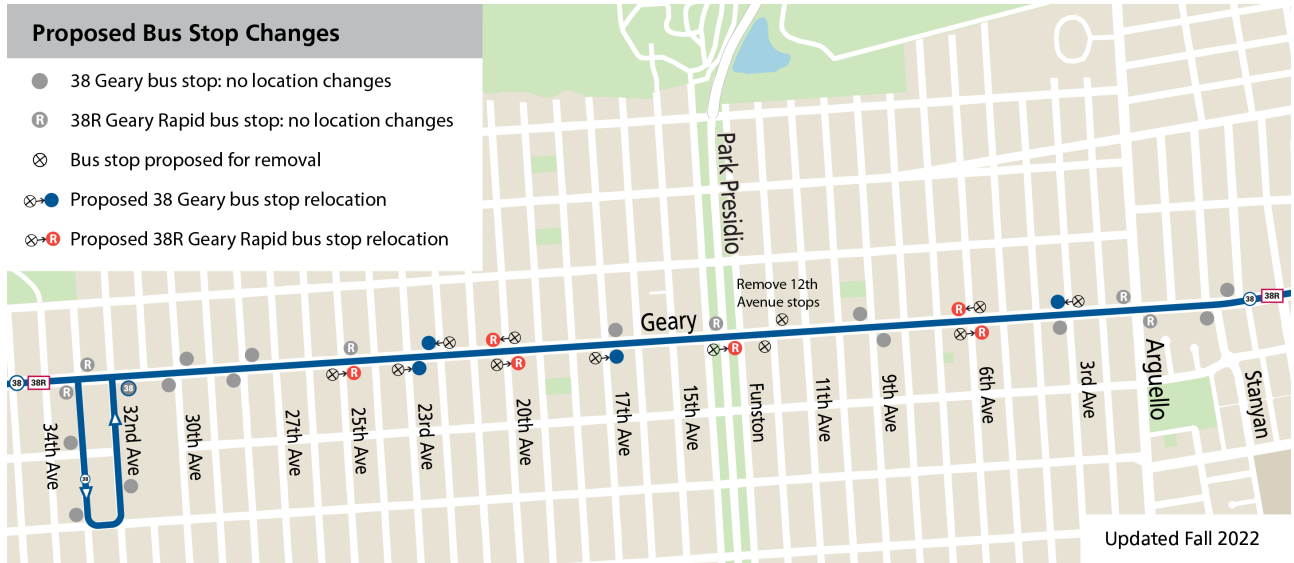 Proposed Bus Stop Changes
38 Geary bus stop: no location changes
R
38R Geary Rapid bus stop: no location changes
Bus stop proposed for removal
Proposed 38 Geary bus stop relocation
R
Proposed 38R Geary Rapid bus stop relocation
Park Presidio
Remove 12th
Avenue stops
Geary
38
38R
R
R
38
R
R
R
R
R
R
R
R
R
R
38
38R
34th Ave
32nd Ave
30th Ave
27th Ave
25th Ave
23rd Ave
20th Ave
17th Ave
15th Ave
Funston
11th Ave
9th Ave
6th Ave
3rd Ave
Arguello
Stanyan
38
Updated Fall 2022